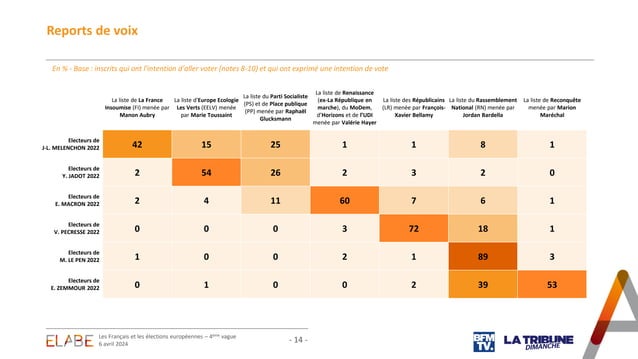 Reports de voix
En % - Base : inscrits qui ont l'intention d'aller voter (notes 8-10) et qui ont exprimé une intention de vote
La liste de La France
Insoumise (FI) menée par
Manon Aubry
La liste d'Europe Ecologie
Les Verts (EELV) menée
par Marie Toussaint
La liste du Parti Socialiste
(PS) et de Place publique
(PP) menée par Raphaël
Glucksmann
La liste de Renaissance
(ex-La République en
marche), du MoDem,
d'Horizons et de l'UDI
menée par Valérie Hayer
La liste des Républicains
(LR) menée par François-
Xavier Bellamy
La liste du Rassemblement
National (RN) menée par
Jordan Bardella
La liste de Reconquête
menée par Marion
Maréchal
Electeurs de
J-L. MELENCHON 2022
42 15 25 1 1 8 1
Electeurs de
Y. JADOT 2022
2 54 26 2 3 2 0
Electeurs de
E. MACRON 2022
2 4 11 60 7 6 1
Electeurs de
V. PECRESSE 2022
0 0 0 3 72 18 1
Electeurs de
M. LE PEN 2022
1 0 0 2 1 89 3
Electeurs de
E. ZEMMOUR 2022
0 1 0 0 2 39 53
ELABE
Les Français et les élections européennes – 4ème vague
6 avril 2024
- 14 -
BFM
TV.
LA TRIBUNE
DIMANCHE